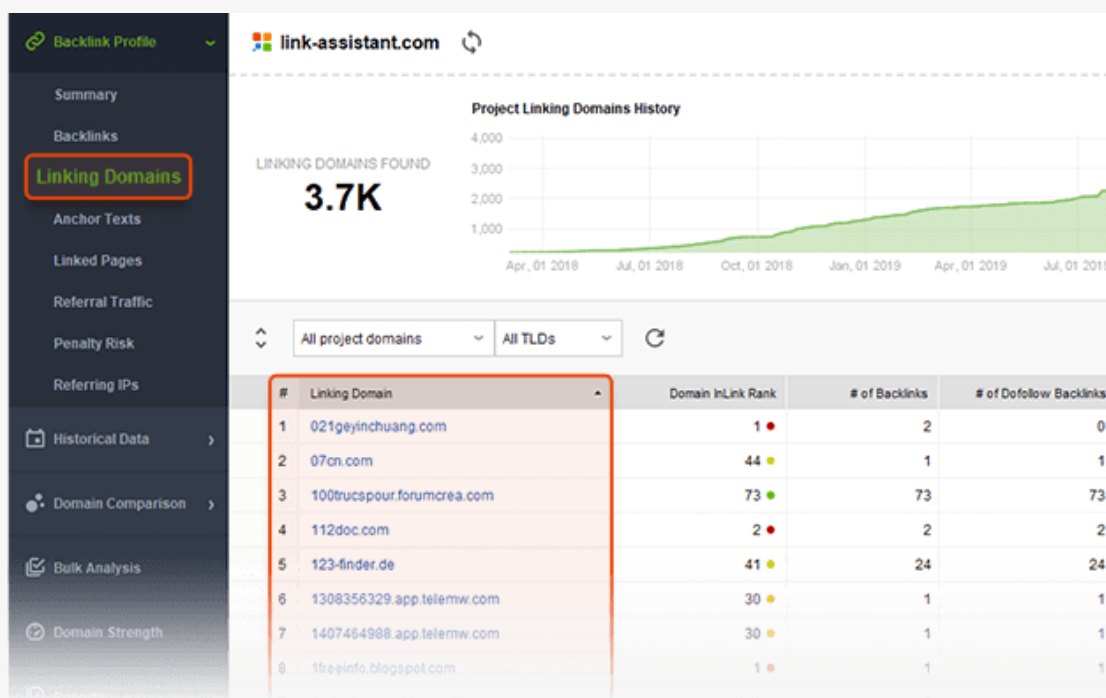 Backlink Profile
Summary
Backlinks
Linking Domains
Anchor Texts
Linked Pages
Referral Traffic
Penalty Risk
Referring IPs
Historical Data
Domain Comparison
Bulk Analysis
Domain Strength
link-assistant.com
LINKING DOMAINS FOUND
3.7K
Project Linking Domains History
4,000
3,000
2,000
1,000
Apr, 01 2018 Jul, 01 2018 Oct, 01 2018 Jan, 01 2019 Apr, 01 2019 Jul, 01 2019
All project domains All TLDs
# Linking Domain Domain InLink Rank # of Backlinks # of Dofollow Backlinks
1 021geyinchuang.com 1 2 0
2 07cn.com 44 1 1
3 100trucspour.forumcrea.com 73 73 73
4 112doc.com 2 2 2
5 123-finder.de 41 24 24
6 1308356329.app.telemw.com 30 1 1
7 1407464988.app.telemw.com 30 1 1
8 1freeinfo.blogspot.com 1 1 1